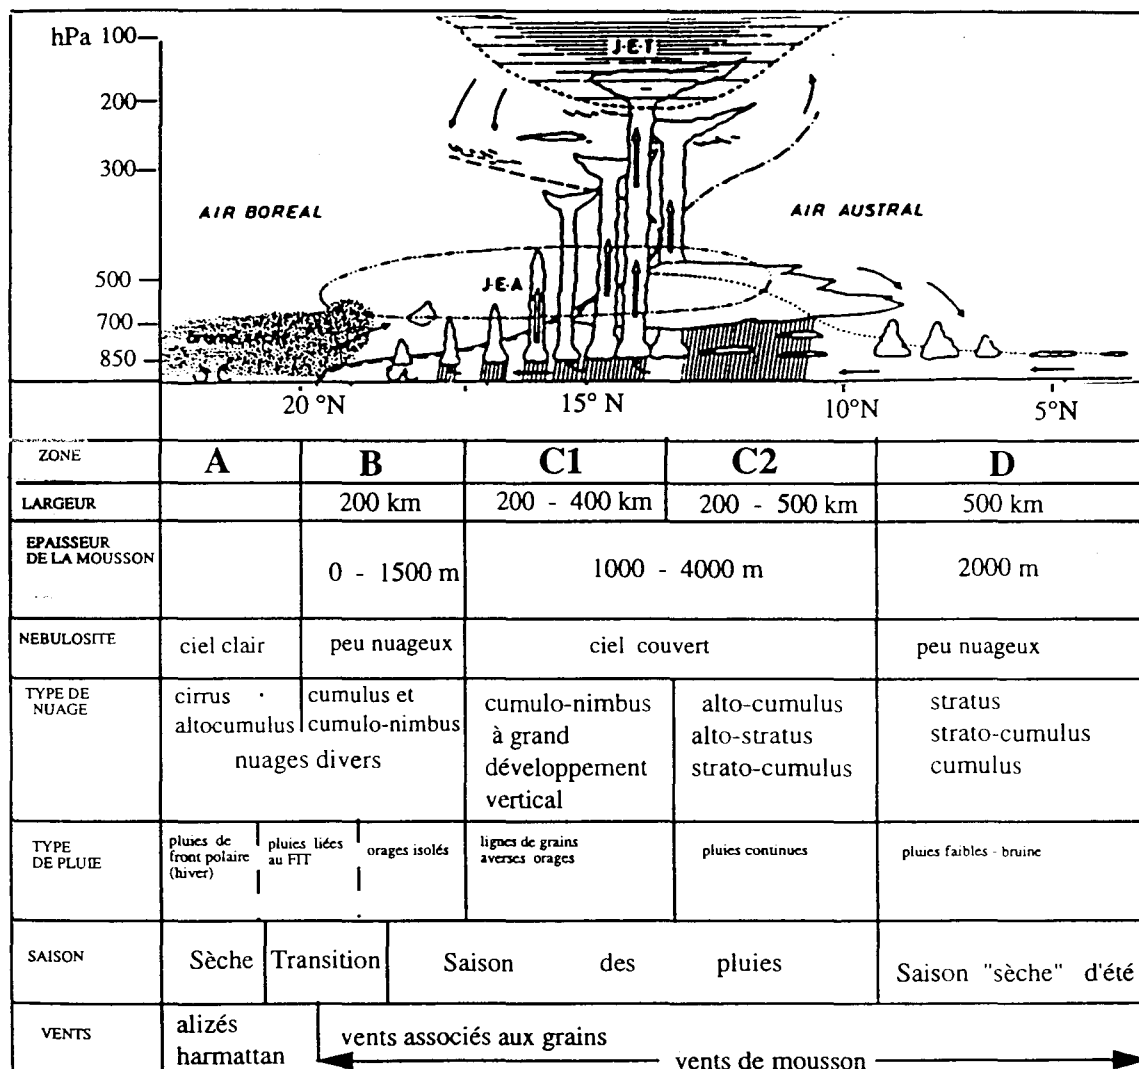 hPa 100
J.E.T
200
300
AIR BOREAL
AIR AUSTRAL
500
J.E.A
700
850
20 °N
15° N
10°N
5°N
ZONE
A
B
C1
C2
D
LARGEUR
200 km
200 - 400 km
200 - 500 km
500 km
EPAISSEUR
DE LA MOUSSON
0 - 1500 m
1000 - 4000 m
2000 m
NEBULOSITE
ciel clair
peu nuageux
ciel couvert
peu nuageux
TYPE DE
NUAGE
cirrus
altocumulus
cumulus et
cumulo-nimbus
nuages divers
cumulo-nimbus
à grand
développement
vertical
alto-cumulus
alto-stratus
strato-cumulus
stratus
strato-cumulus
cumulus
TYPE
DE PLUIE
pluies de
front polaire
(hiver)
pluies liées
au FIT
orages isolés
lignes de grains
averses orages
pluies continues
pluies faibles - bruine
SAISON
Sèche
Transition
Saison des pluies
Saison "sèche" d'été
VENTS
alizés
harmattan
vents associés aux grains
vents de mousson